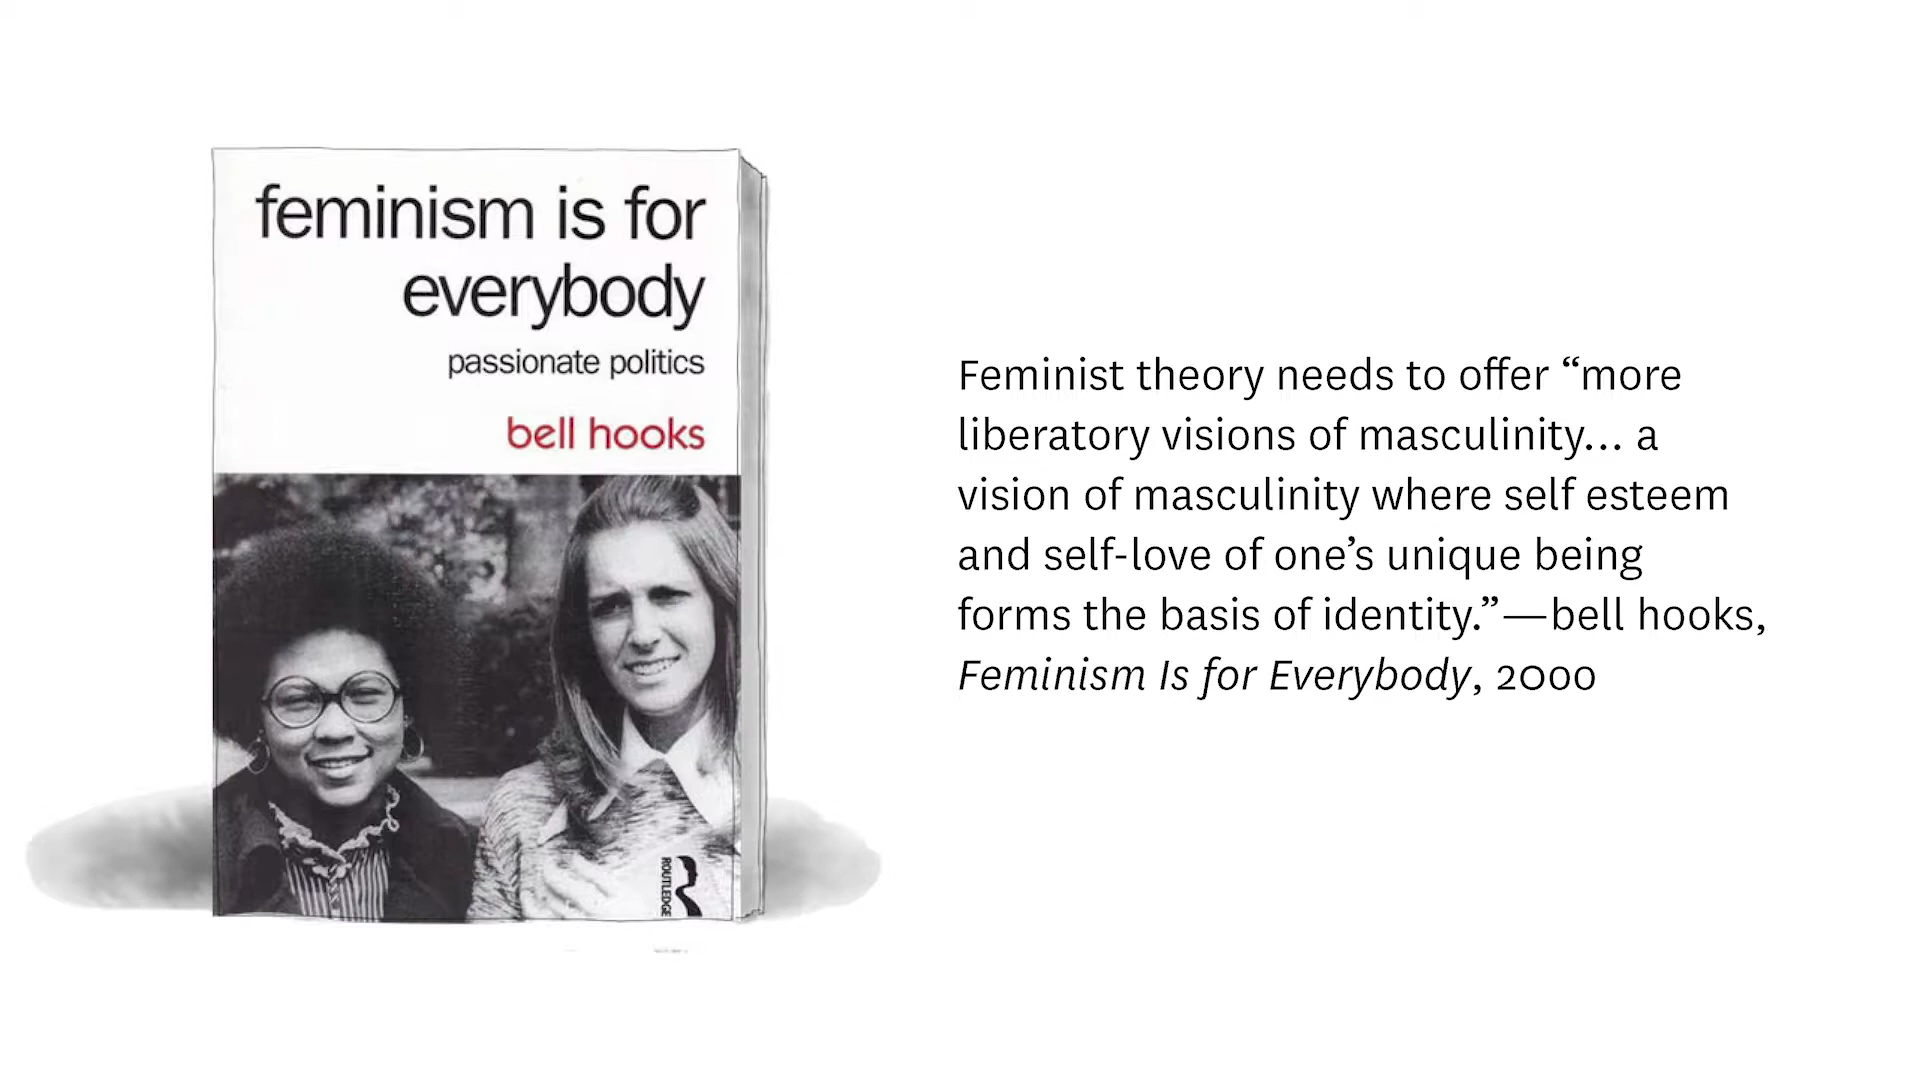 feminism is for
everybody
passionate politics
bell hooks
ROUTLEDGE
Feminist theory needs to offer “more
liberatory visions of masculinity... a
vision of masculinity where self esteem
and self-love of one’s unique being
forms the basis of identity.”—bell hooks,
Feminism Is for Everybody, 2000